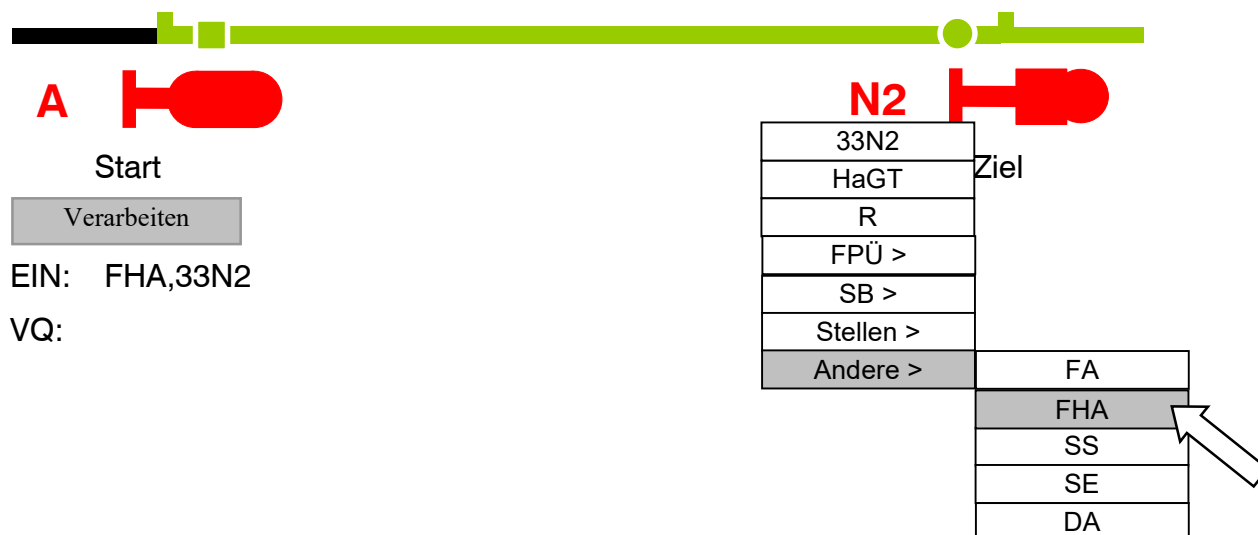 A
N2
33N2
Start
Ziel
HaGT
Verarbeiten
R
FPÜ >
EIN: FHA,33N2
SB >
VQ:
Stellen >
Andere >
FA
FHA
SS
SE
DA